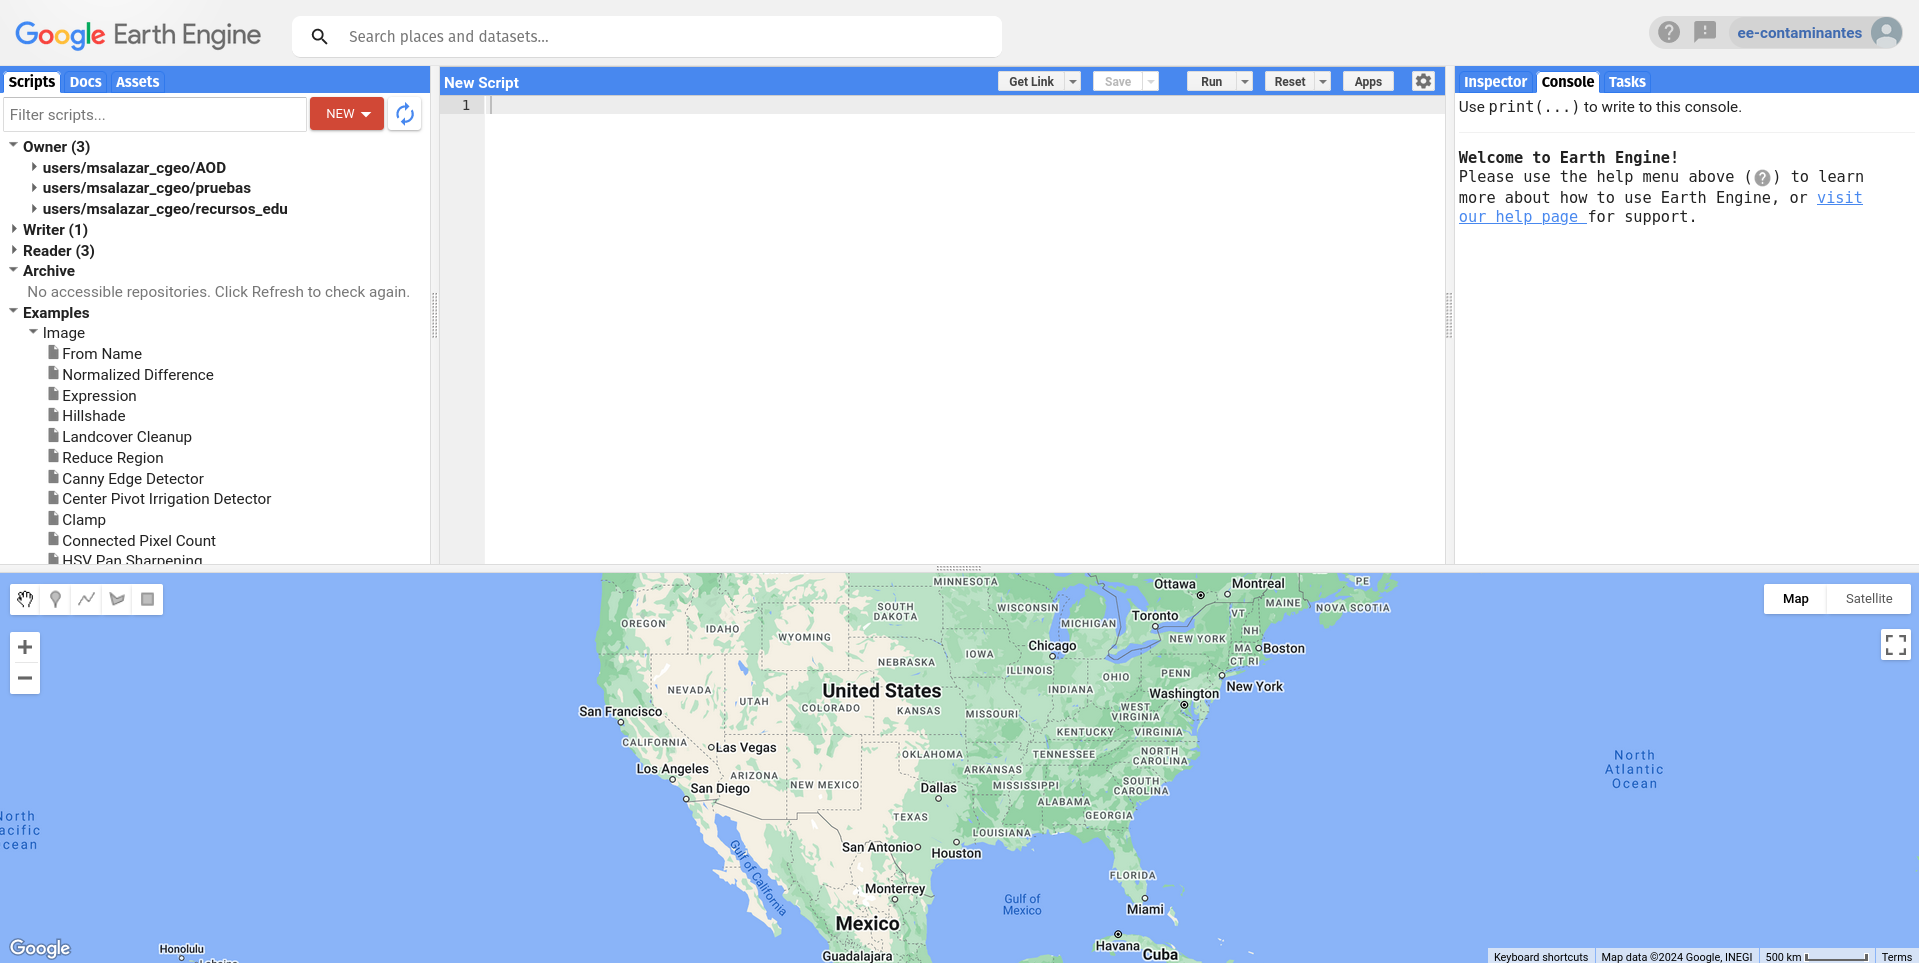 Google Earth Engine
Search places and datasets...
ee-contaminantes
Scripts Docs Assets
Filter scripts...
NEW
Owner (3)
users/msalazar_cgeo/AOD
users/msalazar_cgeo/pruebas
users/msalazar_cgeo/recursos_edu
Writer (1)
Reader (3)
Archive
No accessible repositories. Click Refresh to check again.
Examples
Image
From Name
Normalized Difference
Expression
Hillshade
Landcover Cleanup
Reduce Region
Canny Edge Detector
Center Pivot Irrigation Detector
Clamp
Connected Pixel Count
HSV Pan Sharpening
New Script
Get Link Save Run Reset Apps
1
Inspector Console Tasks
Use print(...) to write to this console.
Welcome to Earth Engine!
Please use the help menu above (?) to learn
more about how to use Earth Engine, or visit
our help page for support.
Map Satellite
MINNESOTA
Ottawa
Montreal
PE
SOUTH
DAKOTA
WISCONSIN
MAINE
NOVA SCOTIA
OREGON
IDAHO
WYOMING
MICHIGAN
Toronto
VT
NH
NEW YORK
Chicago
MA
Boston
CT RI
NEBRASKA
IOWA
ILLINOIS
OHIO
PENN
NEVADA
UTAH
United States
INDIANA
Washington
New York
COLORADO
KANSAS
MISSOURI
WEST
VIRGINIA
San Francisco
KENTUCKY
VIRGINIA
CALIFORNIA
Las Vegas
OKLAHOMA
TENNESSEE
NORTH
CAROLINA
Los Angeles
ARIZONA
NEW MEXICO
ARKANSAS
San Diego
Dallas
MISSISSIPPI
SOUTH
CAROLINA
ALABAMA
TEXAS
GEORGIA
LOUISIANA
North
Atlantic
Ocean
North
acific
cean
Gulf of California
San Antonio
Houston
FLORIDA
Monterrey
Gulf of
Mexico
Miami
Mexico
Havana
Cuba
Guadalajara
Honolulu
Google
Keyboard shortcuts
Map data ©2024 Google, INEGI
500 km
Terms